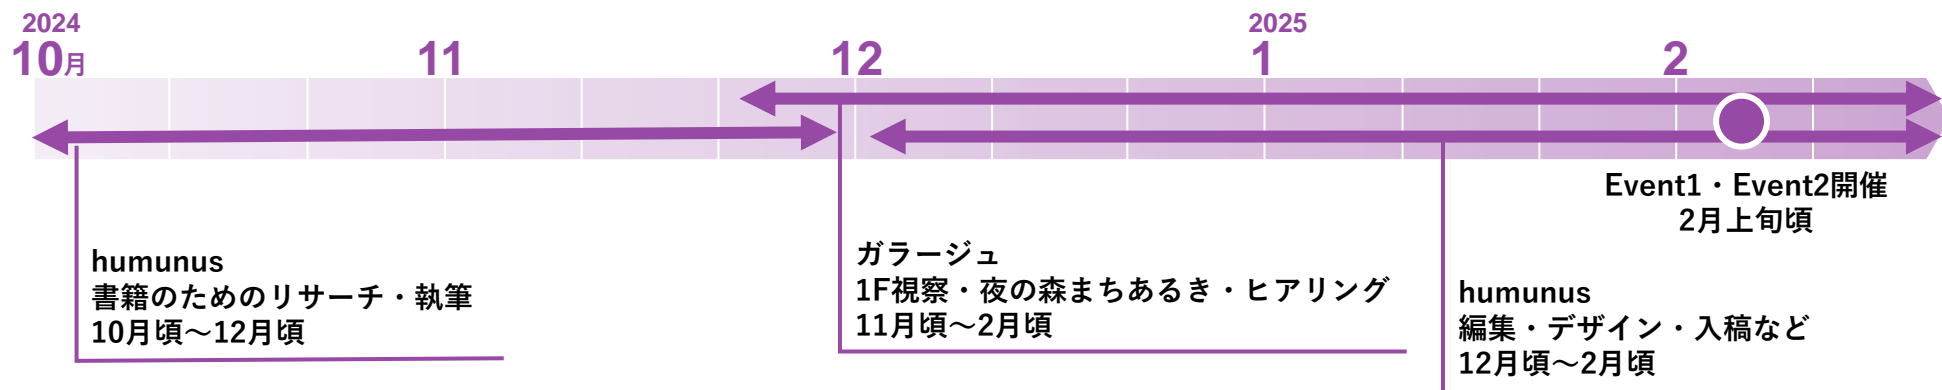 2024
10月
11
12
2025
1
2
Event1・Event2開催
2月上旬頃
humunus
書籍のためのリサーチ・執筆
10月頃～12月頃
ガラージュ
1F視察・夜の森まちあるき・ヒアリング
11月頃～2月頃
humunus
編集・デザイン・入稿など
12月頃～2月頃